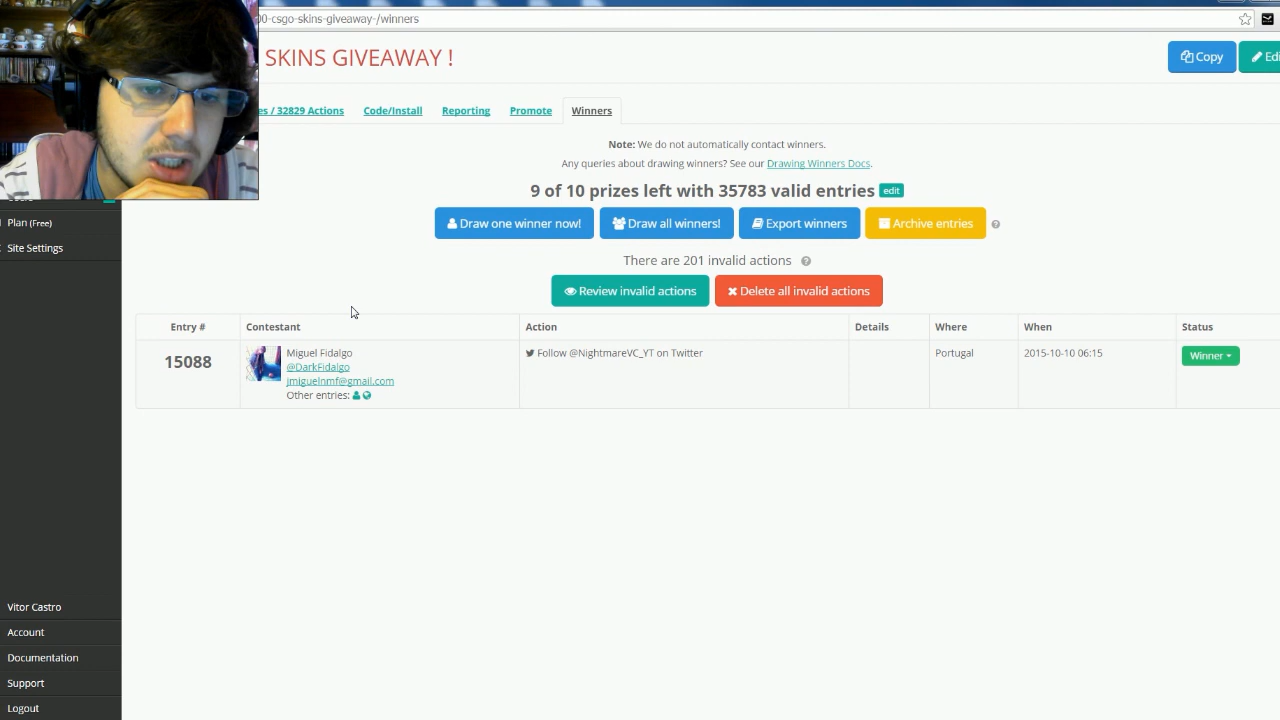 00-csgo-skins-giveaway-/winners
SKINS GIVEAWAY !
Copy
Edi
es / 32829 Actions Code/Install Reporting Promote Winners
Note: We do not automatically contact winners.
Any queries about drawing winners? See our Drawing Winners Docs.
9 of 10 prizes left with 35783 valid entries edit
Draw one winner now! Draw all winners! Export winners Archive entries ?
There are 201 invalid actions ?
Review invalid actions Delete all invalid actions
Entry # Contestant Action Details Where When Status
15088 Miguel Fidalgo Follow @NightmareVC_YT on Twitter Portugal 2015-10-10 06:15 Winner
@DarkFidalgo
jmiguelnmf@gmail.com
Other entries:
Plan (Free)
Site Settings
Vitor Castro
Account
Documentation
Support
Logout